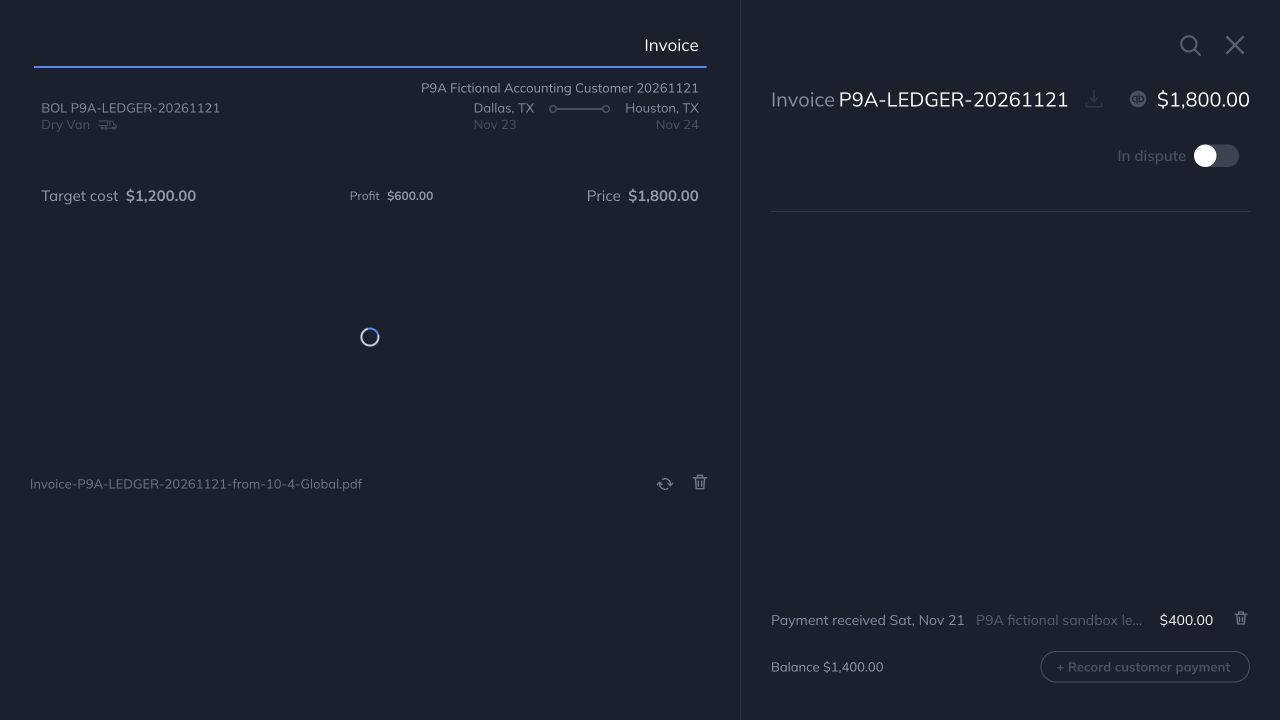 Invoice
P9A Fictional Accounting Customer 20261121
BOL P9A-LEDGER-20261121
Dallas, TX Houston, TX
Dry Van
Nov 23 Nov 24
Target cost $1,200.00 Profit $600.00 Price $1,800.00
Invoice-P9A-LEDGER-20261121-from-10-4-Global.pdf
Invoice P9A-LEDGER-20261121 qb $1,800.00
In dispute
Payment received Sat, Nov 21 P9A fictional sandbox le... $400.00
Balance $1,400.00 + Record customer payment